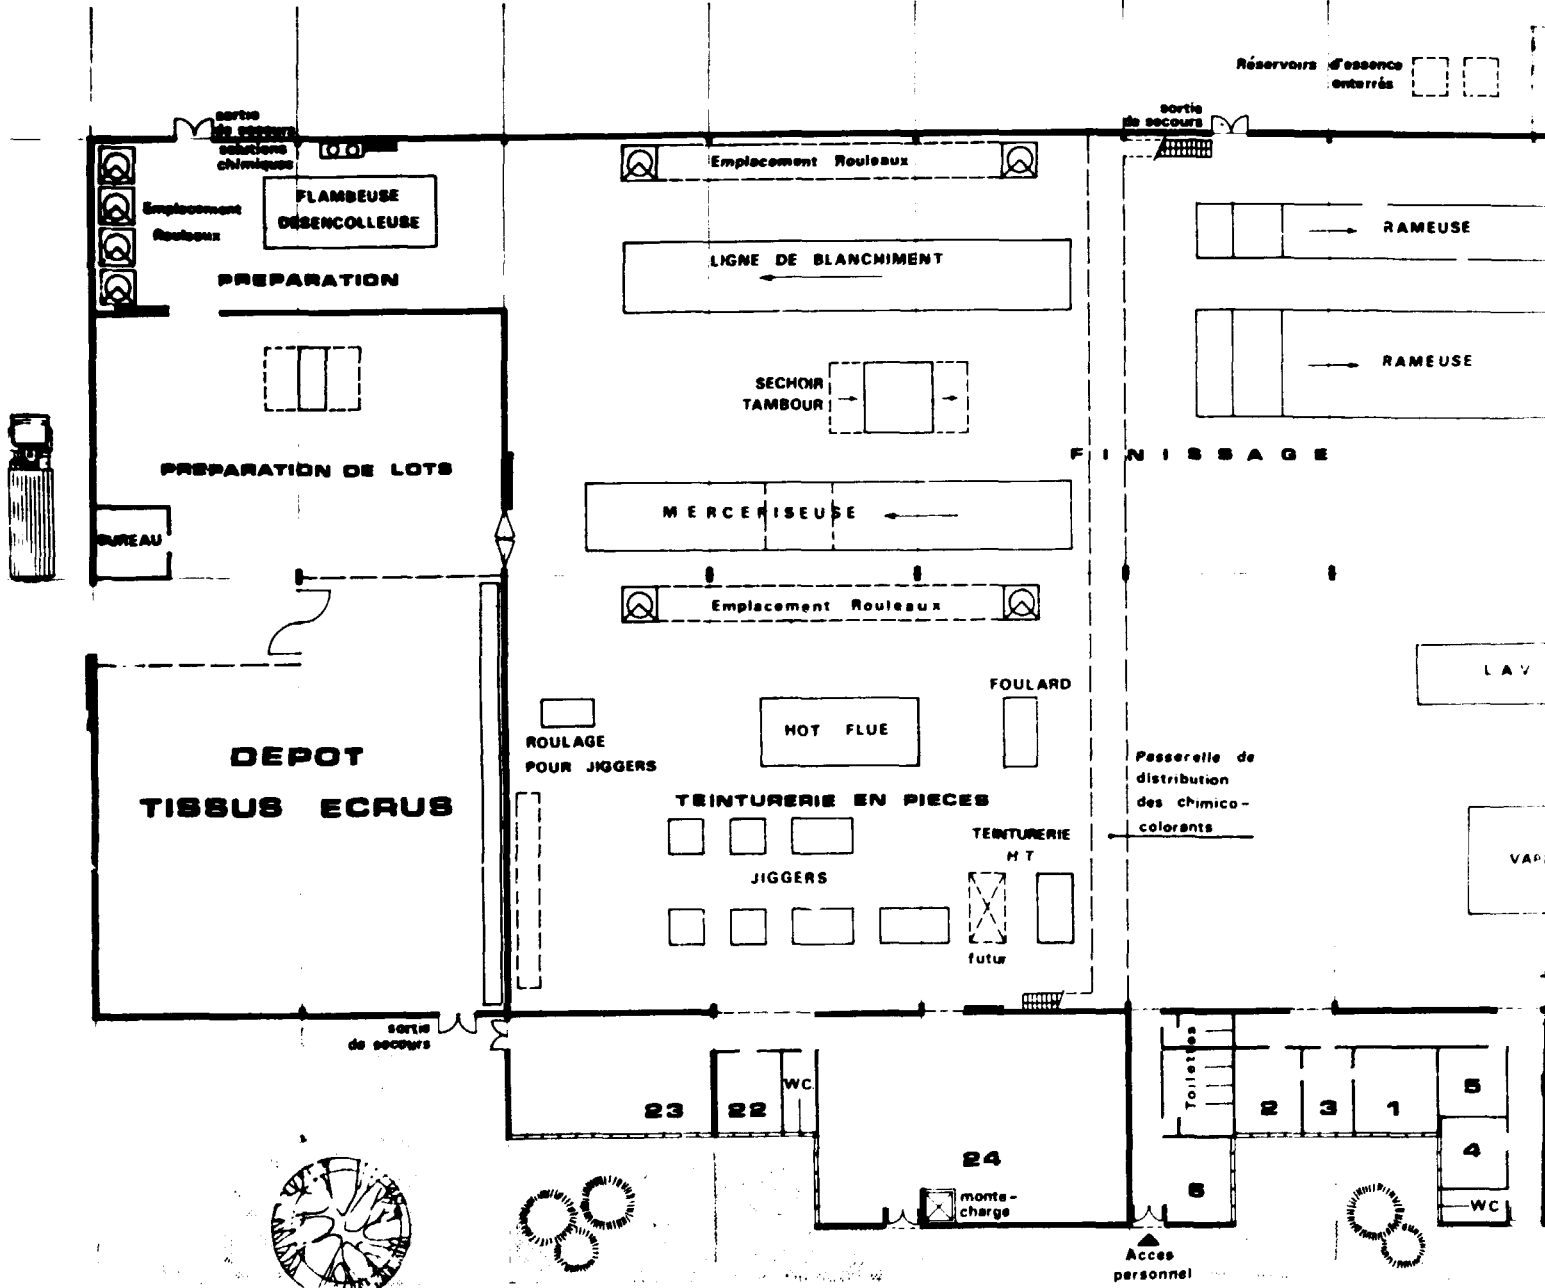 Réservoirs d'essence
enterrés
sortie
de secours
sortie
de secours
solutions
chimiques
Emplacement Rouleaux
FLAMBEUSE
DESENCOLLEUSE
Emplacement
Rouleaux
RAMEUSE
LIGNE DE BLANCHIMENT
PREPARATION
RAMEUSE
SECHOIR
TAMBOUR
FINISSAGE
PREPARATION DE LOTS
MERCERISEUSE
BUREAU
Emplacement Rouleaux
LAV
FOULARD
HOT FLUE
ROULAGE
POUR JIGGERS
DEPOT
TISSUS ECRUS
Passerelle de
distribution
des chimico-
colorants
TEINTURERIE EN PIECES
TEINTURERIE
HT
JIGGERS
VAP
futur
sortie
de secours
Toilettes
WC
23
22
2
3
1
5
4
24
6
monte-
charge
WC
Acces
personnel